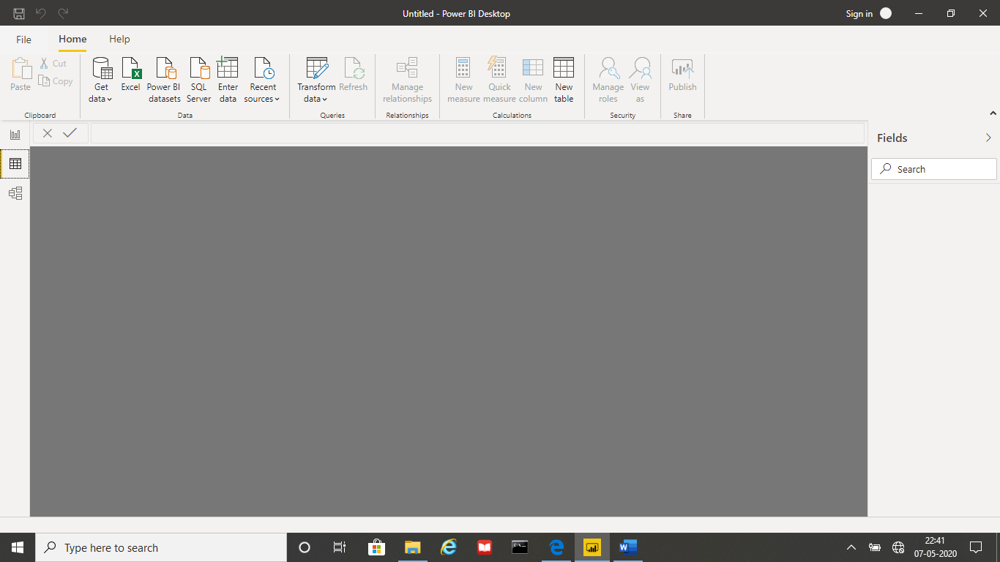 Untitled - Power BI Desktop
Sign in
File
Home
Help
Paste
Cut
Copy
Clipboard
Get data
Excel
Power BI datasets
SQL Server
Enter data
Recent sources
Data
Transform data
Refresh
Queries
Manage relationships
Relationships
New measure
Quick measure
New column
New table
Calculations
Manage roles
View as
Security
Publish
Share
Fields
Search
Type here to search
22:41
07-05-2020